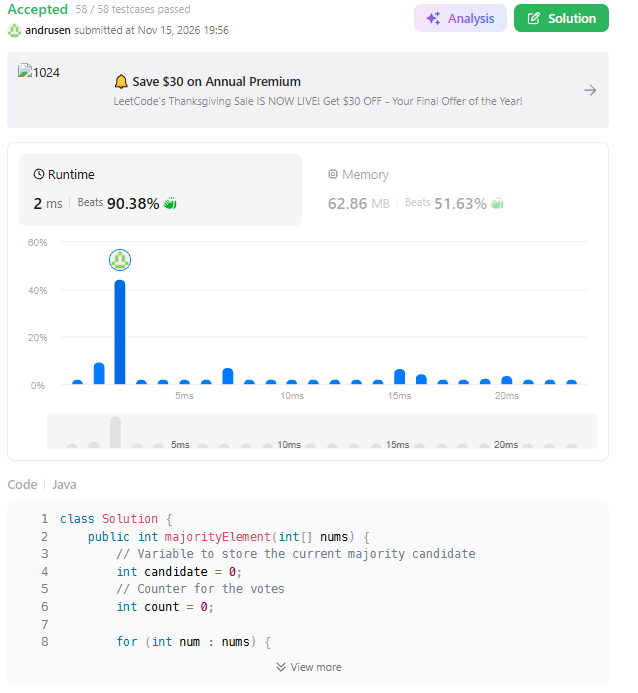 Accepted 58 / 58 testcases passed
andrusen submitted at Nov 15, 2026 19:56
Analysis
Solution
1024
Save $30 on Annual Premium
LeetCode's Thanksgiving Sale IS NOW LIVE! Get $30 OFF - Your Final Offer of the Year!
Runtime
2 ms Beats 90.38%
Memory
62.86 MB Beats 51.63%
60%
40%
20%
0%
5ms 10ms 15ms 20ms
5ms 10ms 15ms 20ms
Code Java
1 class Solution {
2 public int majorityElement(int[] nums) {
3 // Variable to store the current majority candidate
4 int candidate = 0;
5 // Counter for the votes
6 int count = 0;
7
8 for (int num : nums) {
View more